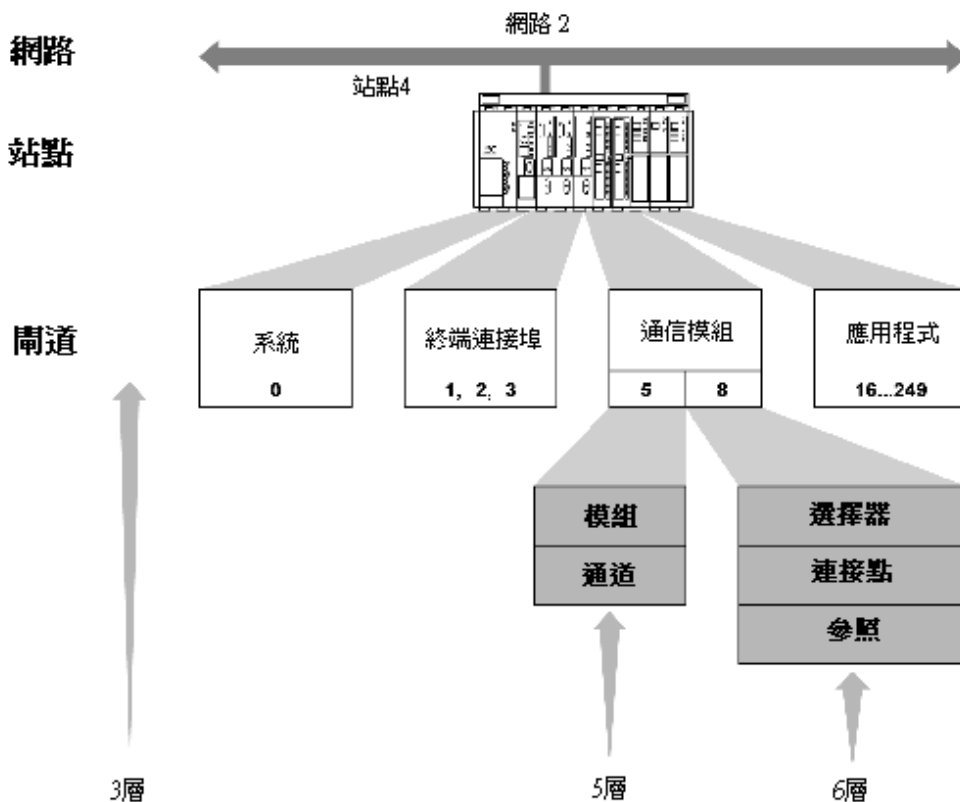 網路
網路 2
站點4
站點
閘道
系統
0
終端連接埠
1, 2, 3
通信模組
5
8
應用程式
16...249
模組
通道
選擇器
連接點
參照
3層
5層
6層